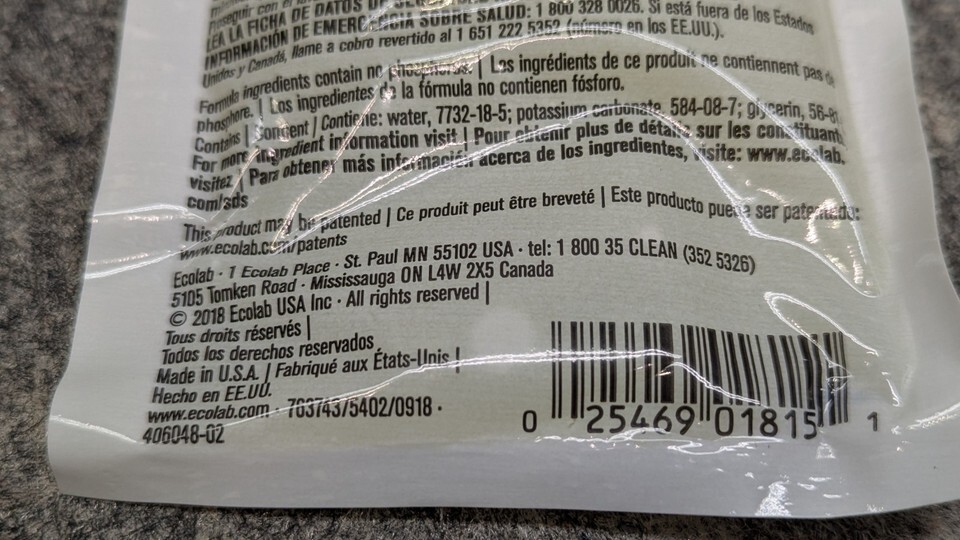 LEA LA FICHA DE DATOS
INFORMACIÓN DE EMERGENCIA SOBRE SALUD: 1 800 328 0026. Si está fuera de los Estados
Unidos y Canadá, llame a cobro revertido al 1 651 222 5352 (número en los EE.UU.).
Formula ingredients contain no phosphorus. | Les ingrédients de ce produit ne contiennent pas de
phosphore. | Los ingredientes de la fórmula no contienen fósforo.
Contains | Contient | Contiene: water, 7732-18-5; potassium carbonate, 584-08-7; glycerin, 56-81
For more ingredient information visit | Pour obtenir plus de détails sur les constituants
visitez | Para obtener más información acerca de los ingredientes, visite: www.ecolab.
com/sds
This product may be patented | Ce produit peut être breveté | Este producto puede ser patentado:
www.ecolab.com/patents
Ecolab · 1 Ecolab Place · St. Paul MN 55102 USA · tel: 1 800 35 CLEAN (352 5326)
5105 Tomken Road · Mississauga ON L4W 2X5 Canada
© 2018 Ecolab USA Inc · All rights reserved |
Tous droits réservés |
Todos los derechos reservados
Made in U.S.A. | Fabriqué aux États-Unis |
Hecho en EE.UU.
www.ecolab.com · 763743/5402/0918 ·
406048-02
0 25469 01815 1